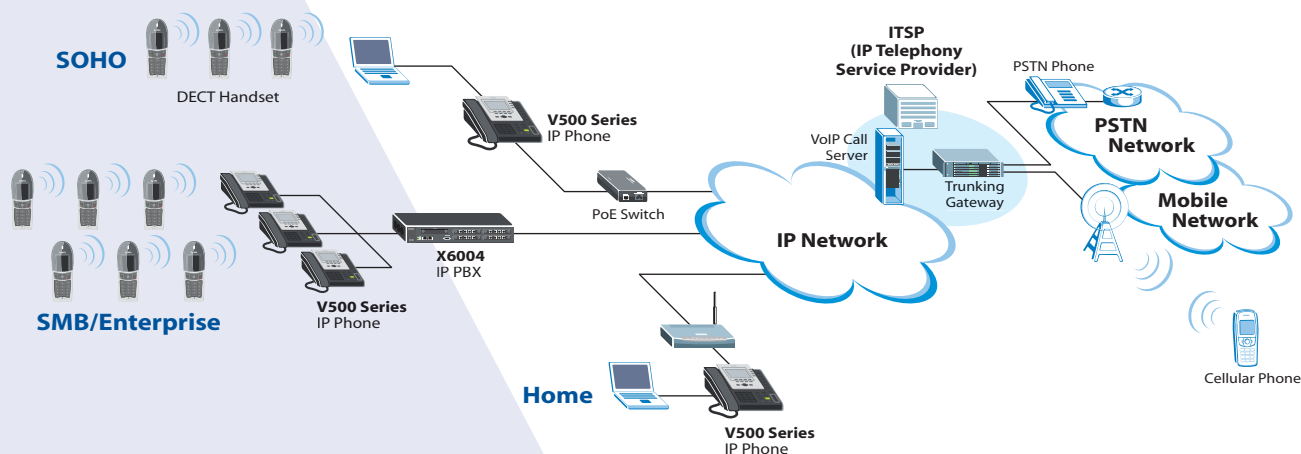 SOHO
DECT Handset
V500 Series
IP Phone
PoE Switch
ITSP
(IP Telephony
Service Provider)
VoIP Call
Server
Trunking
Gateway
PSTN Phone
PSTN
Network
Mobile
Network
IP Network
X6004
IP PBX
V500 Series
IP Phone
SMB/Enterprise
Home
V500 Series
IP Phone
Cellular Phone